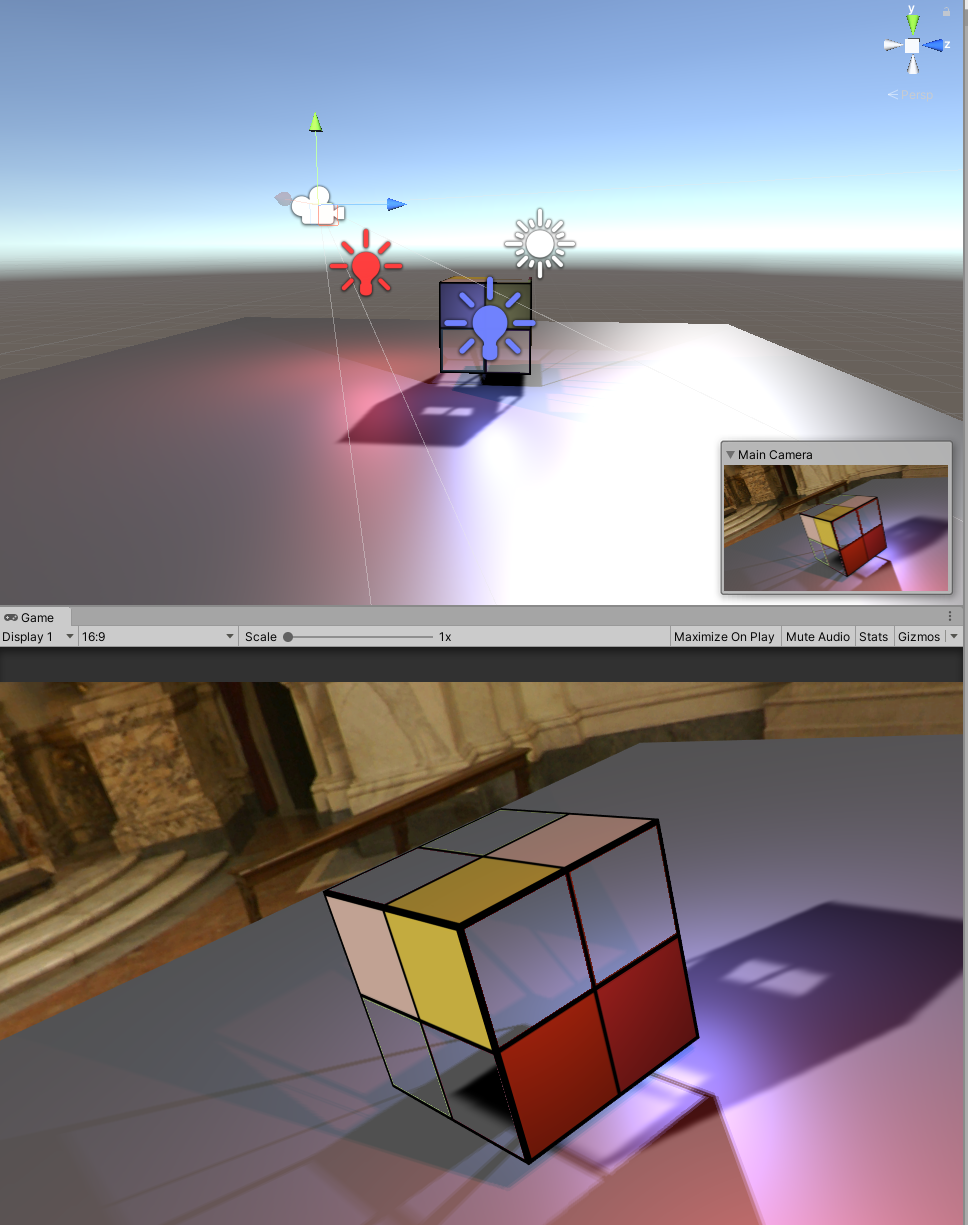 y
z
Persp
Main Camera
Game
Display 1 16:9 Scale 1x Maximize On Play Mute Audio Stats Gizmos